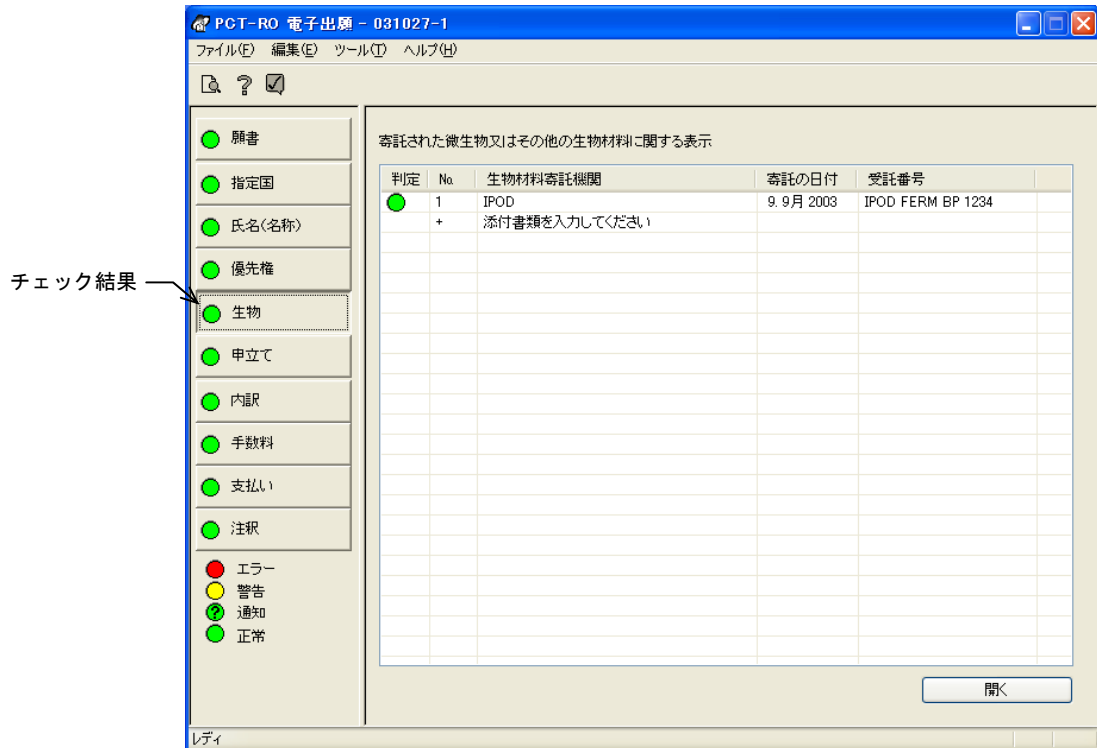 PCT-RO 電子出願 - 031027-1
ファイル(F) 編集(E) ツール(T) ヘルプ(H)
願書
指定国
氏名(名称)
優先権
チェック結果
生物
申立て
内訳
手数料
支払い
注釈
エラー
警告
通知
正常
寄託された微生物又はその他の生物材料に関する表示
判定 No. 生物材料寄託機関 寄託の日付 受託番号
1 IPOD 9. 9月 2003 IPOD FERM BP 1234
+ 添付書類を入力してください
開く
レディ